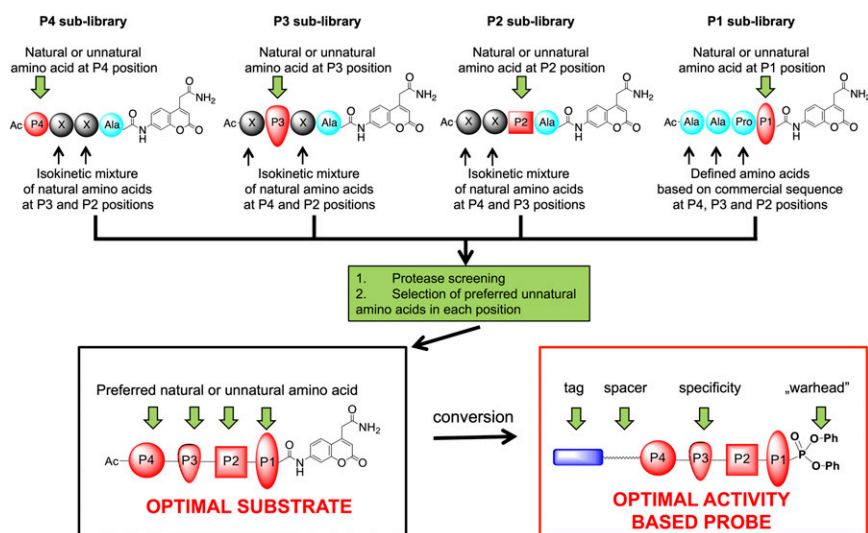 P4 sub-library
Natural or unnatural
amino acid at P4 position
Ac
P4
X
X
Ala
O
N
H
O
NH2
O
O
Isokinetic mixture
of natural amino acids
at P3 and P2 positions
P3 sub-library
Natural or unnatural
amino acid at P3 position
Ac
X
P3
X
Ala
O
N
H
O
NH2
O
O
Isokinetic mixture
of natural amino acids
at P4 and P2 positions
P2 sub-library
Natural or unnatural
amino acid at P2 position
Ac
X
X
P2
Ala
O
N
H
O
NH2
O
O
Isokinetic mixture
of natural amino acids
at P4 and P3 positions
P1 sub-library
Natural or unnatural
amino acid at P1 position
Ac
Ala
Ala
Pro
P1
O
N
H
O
NH2
O
O
Defined amino acids
based on commercial sequence
at P4, P3 and P2 positions
1. Protease screening
2. Selection of preferred unnatural
amino acids in each position
Preferred natural or unnatural amino acid
Ac
P4
P3
P2
P1
O
N
H
O
NH2
O
O
OPTIMAL SUBSTRATE
conversion
tag spacer specificity „warhead”
P4
P3
P2
P1
O
P
O-Ph
O-Ph
OPTIMAL ACTIVITY
BASED PROBE